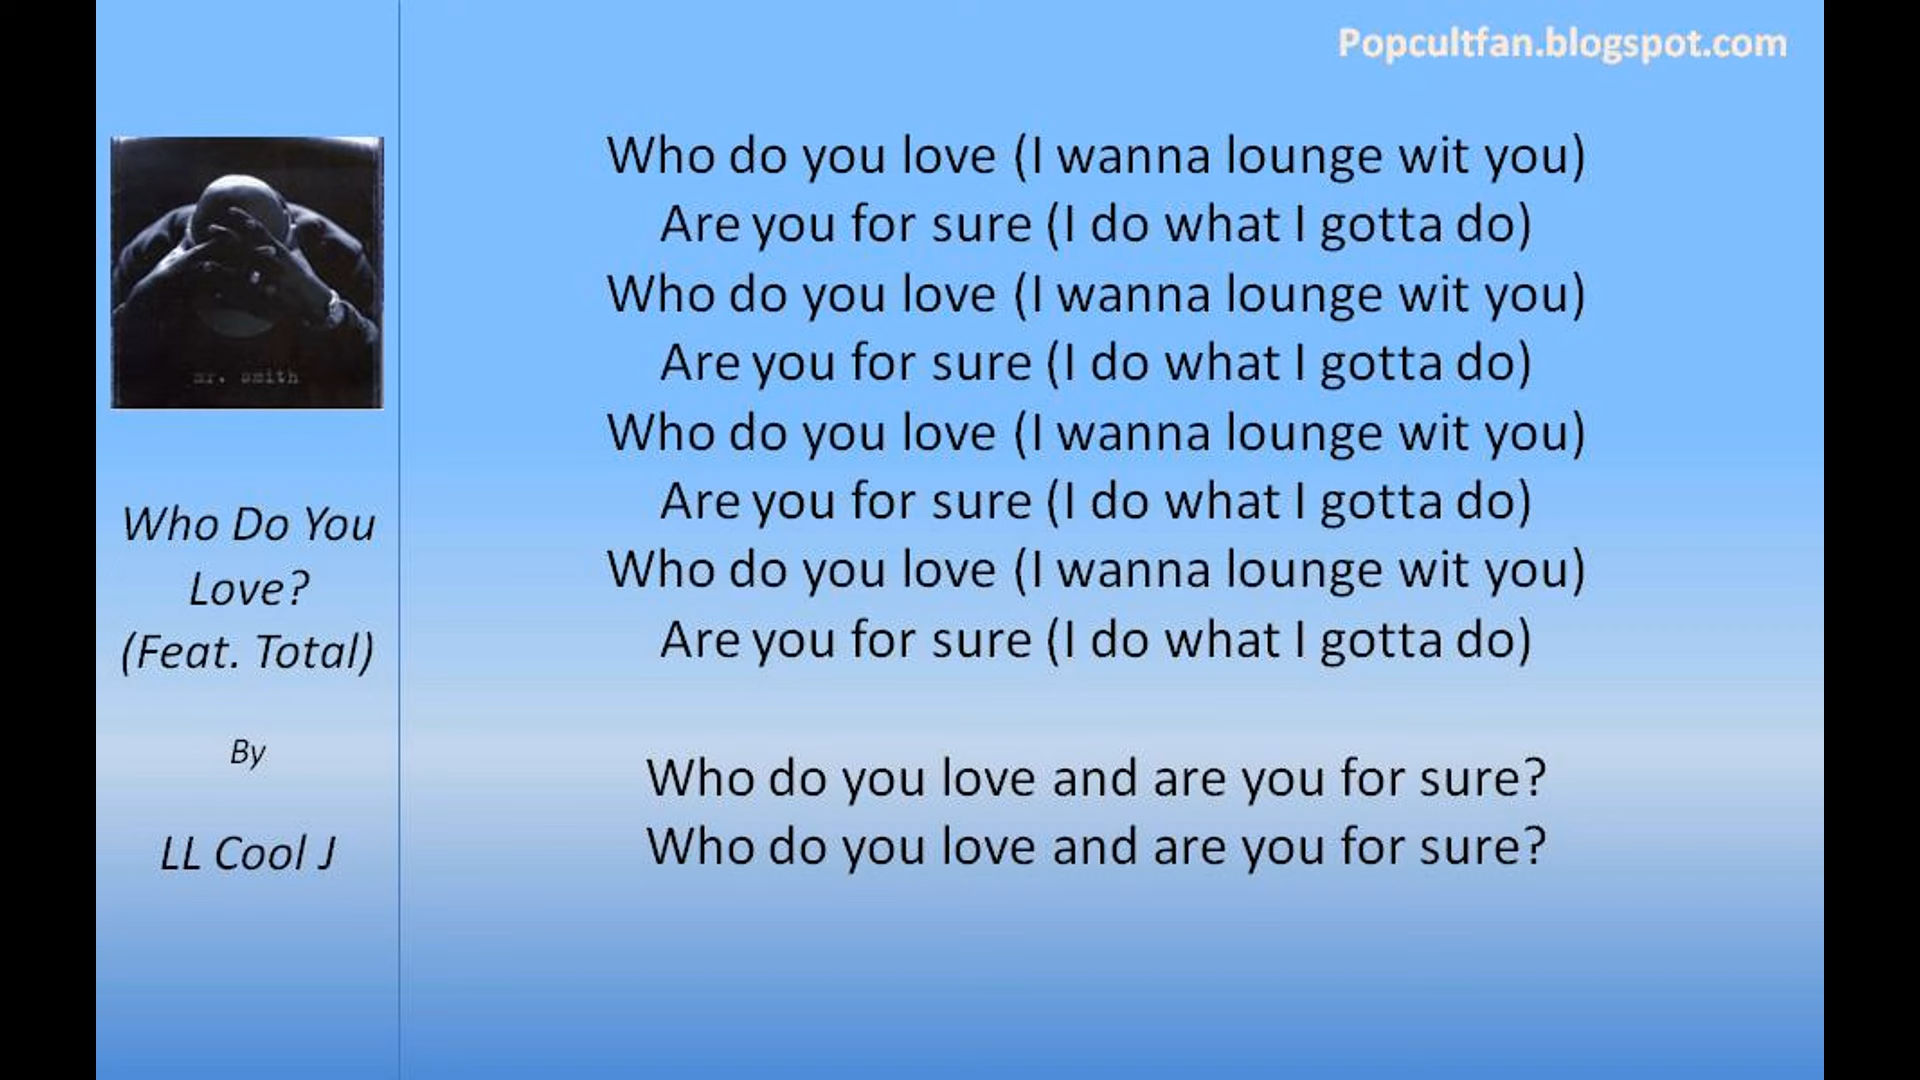 Popcultfan.blogspot.com
mr. smith
Who Do You
Love?
(Feat. Total)
By
LL Cool J
Who do you love (I wanna lounge wit you)
Are you for sure (I do what I gotta do)
Who do you love (I wanna lounge wit you)
Are you for sure (I do what I gotta do)
Who do you love (I wanna lounge wit you)
Are you for sure (I do what I gotta do)
Who do you love (I wanna lounge wit you)
Are you for sure (I do what I gotta do)
Who do you love and are you for sure?
Who do you love and are you for sure?